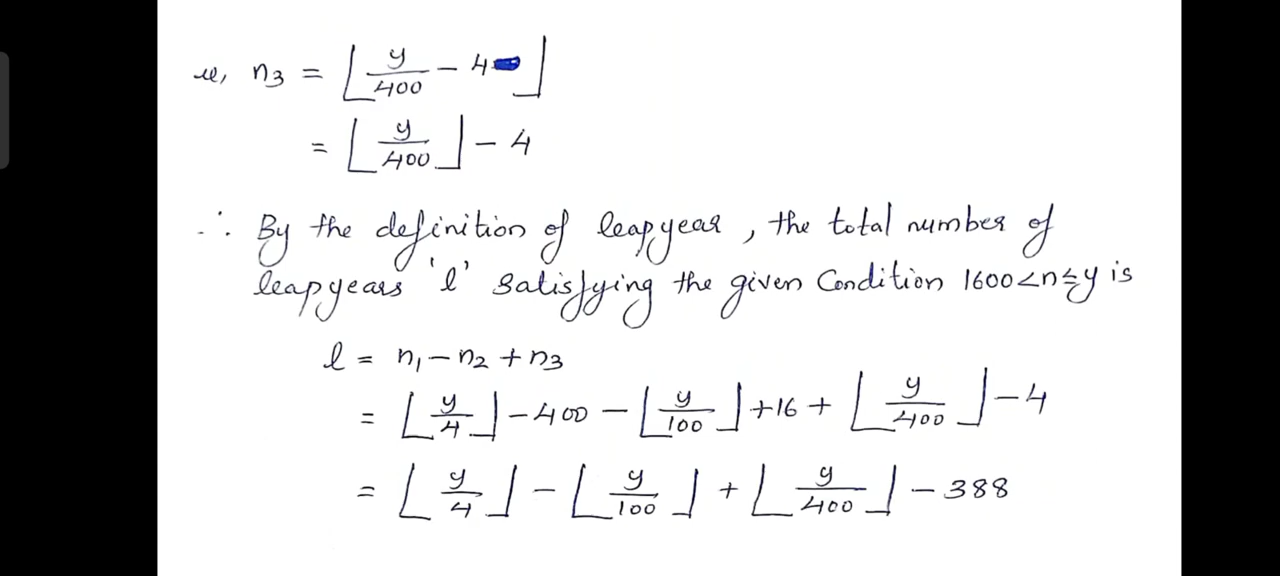 ie, n₃ = ⌊y/400 − 4⌋
= ⌊y/400⌋ − 4
∴ By the definition of leapyear, the total number of
leapyears 'l' satisfying the given Condition 1600<n≤y is
l = n₁ − n₂ + n₃
= ⌊y/4⌋ − 400 − ⌊y/100⌋ + 16 + ⌊y/400⌋ − 4
= ⌊y/4⌋ − ⌊y/100⌋ + ⌊y/400⌋ − 388